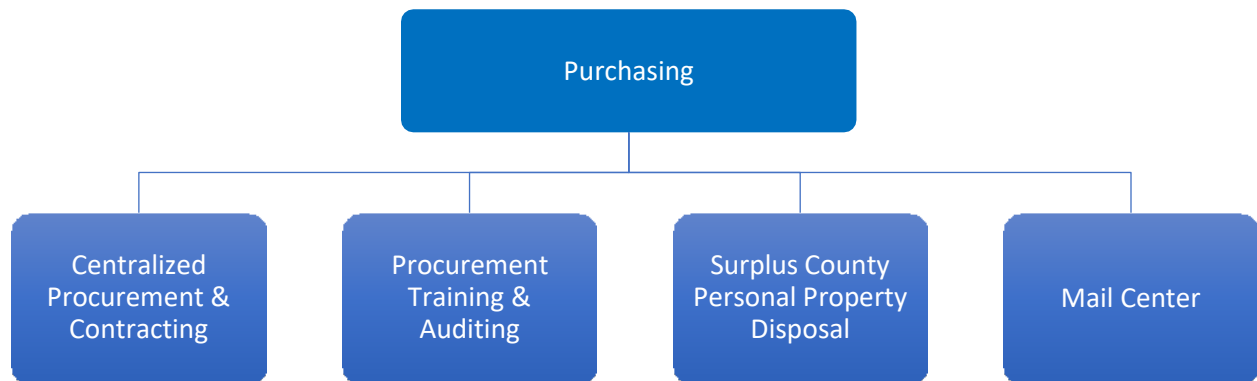 Purchasing
Centralized
Procurement &
Contracting
Procurement
Training &
Auditing
Surplus County
Personal Property
Disposal
Mail Center